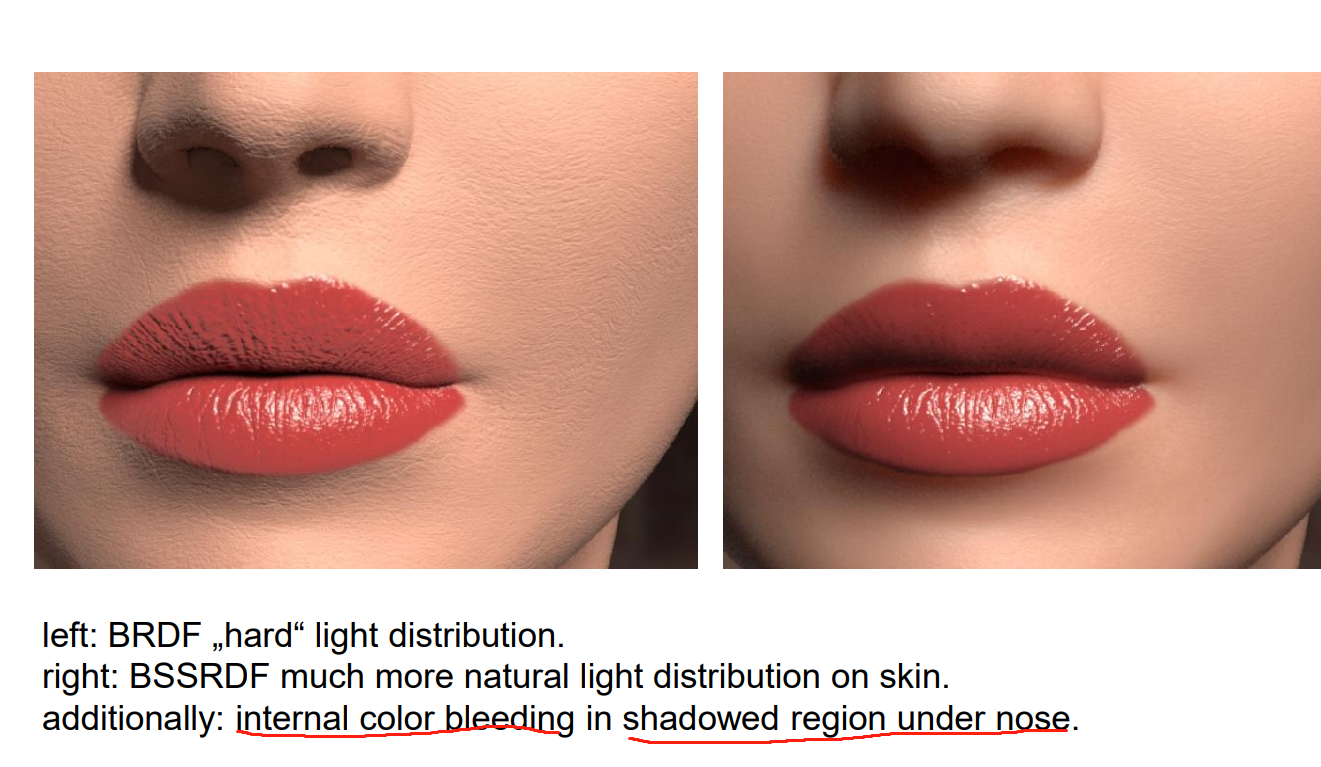 left: BRDF „hard“ light distribution.
right: BSSRDF much more natural light distribution on skin.
additionally: internal color bleeding in shadowed region under nose.